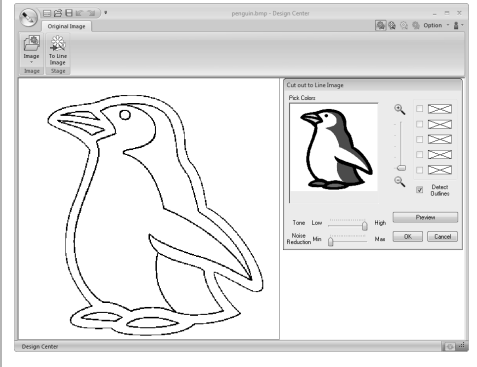 penguin.bmp - Design Center
Original Image
Option
Image
To Line
Image
Image
Stage
Cut out to Line Image
Pick Colors
Detect
Outlines
Tone Low High
Preview
Noise
Reduction Min Max
OK Cancel
Design Center